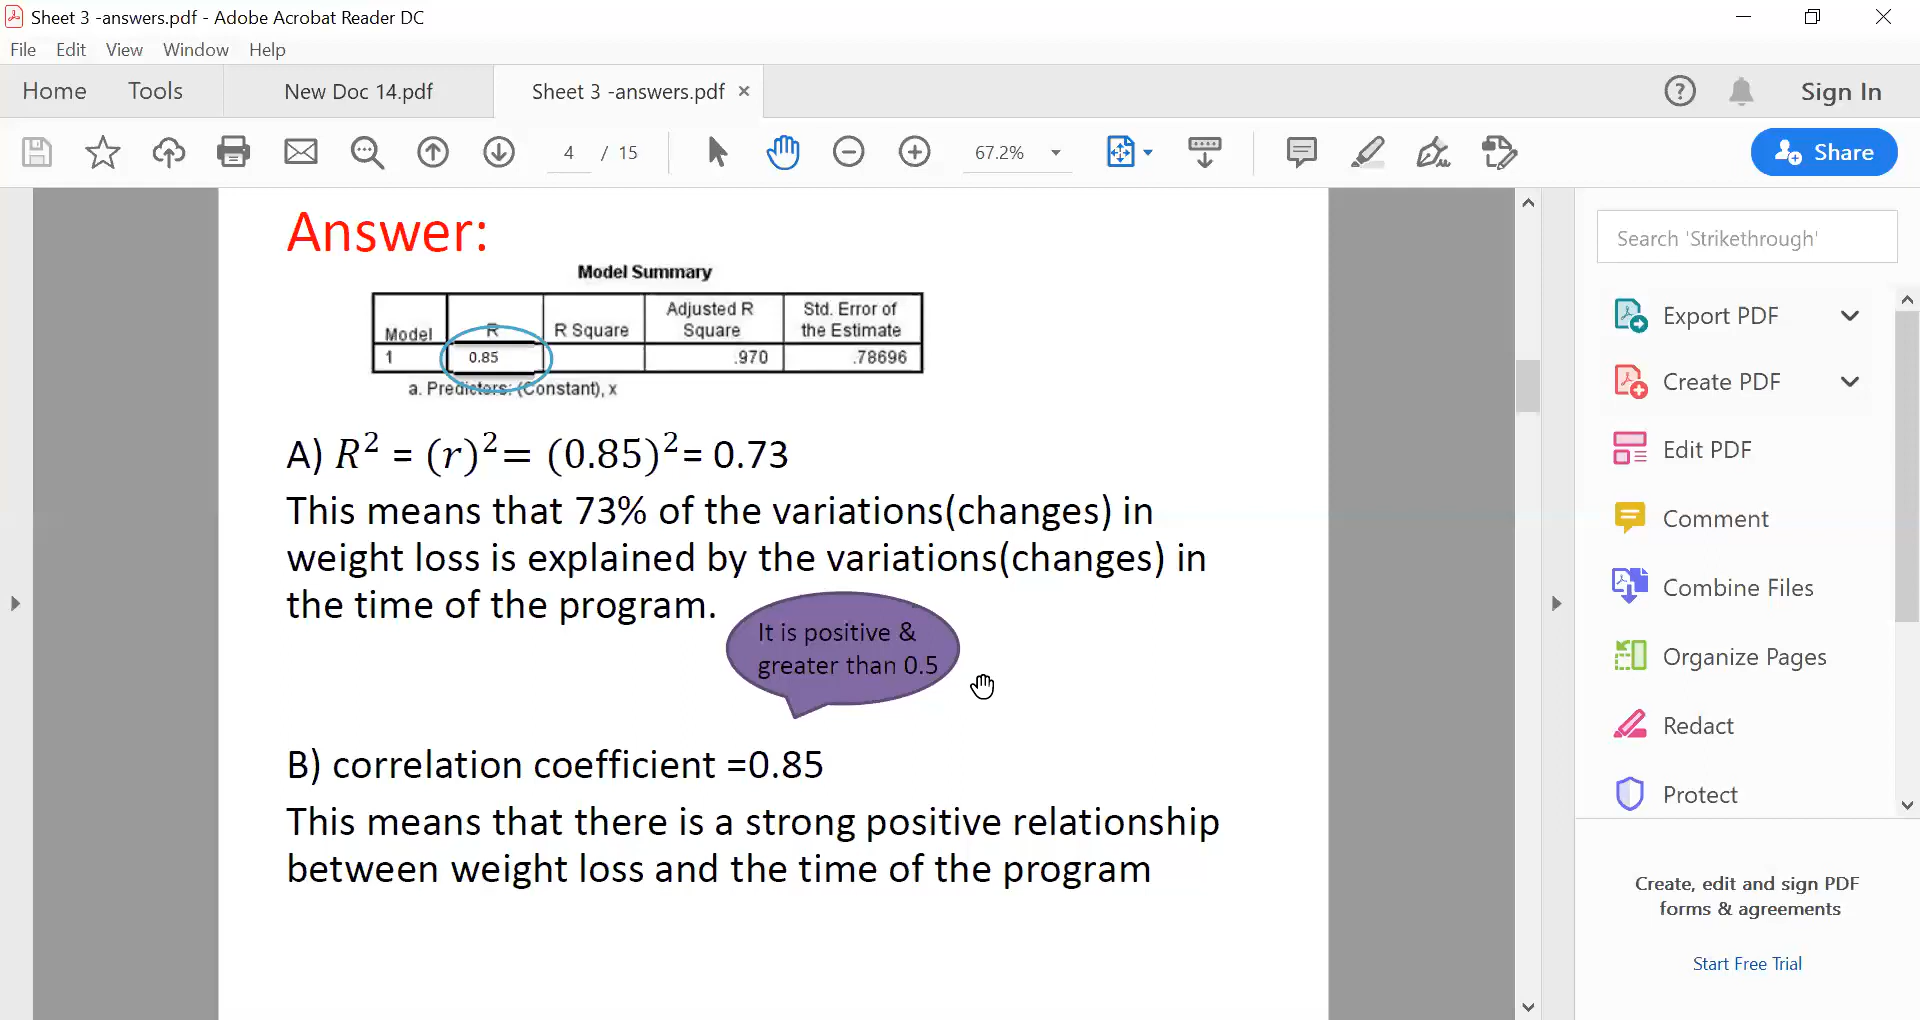 Sheet 3 -answers.pdf - Adobe Acrobat Reader DC
File Edit View Window Help
Home Tools New Doc 14.pdf Sheet 3 -answers.pdf × Sign In
4 / 15 67.2% Share
Answer:
Model Summary
Model R R Square Adjusted R Square Std. Error of the Estimate
1 0.85 .970 .78696
a. Predictors: (Constant), x
A) R² = (r)²= (0.85)²= 0.73
This means that 73% of the variations(changes) in
weight loss is explained by the variations(changes) in
the time of the program.
It is positive &
greater than 0.5
B) correlation coefficient =0.85
This means that there is a strong positive relationship
between weight loss and the time of the program
Search 'Strikethrough'
Export PDF
Create PDF
Edit PDF
Comment
Combine Files
Organize Pages
Redact
Protect
Create, edit and sign PDF
forms & agreements
Start Free Trial